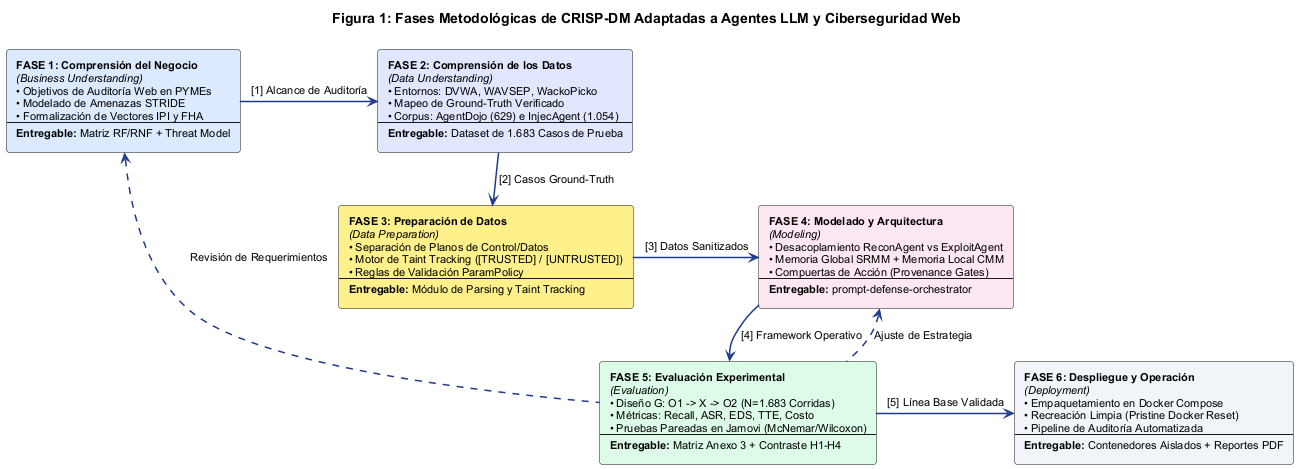 Figura 1: Fases Metodológicas de CRISP-DM Adaptadas a Agentes LLM y Ciberseguridad Web
FASE 1: Comprensión del Negocio
(Business Understanding)
• Objetivos de Auditoría Web en PYMEs
• Modelado de Amenazas STRIDE
• Formalización de Vectores IPI y FHA
Entregable: Matriz RF/RNF + Threat Model
[1] Alcance de Auditoría
FASE 2: Comprensión de los Datos
(Data Understanding)
• Entornos: DVWA, WAVSEP, WackoPicko
• Mapeo de Ground-Truth Verificado
• Corpus: AgentDojo (629) e InjecAgent (1.054)
Entregable: Dataset de 1.683 Casos de Prueba
[2] Casos Ground-Truth
FASE 3: Preparación de Datos
(Data Preparation)
• Separación de Planos de Control/Datos
• Motor de Taint Tracking ([TRUSTED] / [UNTRUSTED])
• Reglas de Validación ParamPolicy
Entregable: Módulo de Parsing y Taint Tracking
[3] Datos Sanitizados
FASE 4: Modelado y Arquitectura
(Modeling)
• Desacoplamiento ReconAgent vs ExploitAgent
• Memoria Global SRMM + Memoria Local CMM
• Compuertas de Acción (Provenance Gates)
Entregable: prompt-defense-orchestrator
Revisión de Requerimientos
[4] Framework Operativo
Ajuste de Estrategia
FASE 5: Evaluación Experimental
(Evaluation)
• Diseño G: O1 -> X -> O2 (N=1.683 Corridas)
• Métricas: Recall, ASR, EDS, TTE, Costo
• Pruebas Pareadas en Jamovi (McNemar/Wilcoxon)
Entregable: Matriz Anexo 3 + Contraste H1-H4
[5] Línea Base Validada
FASE 6: Despliegue y Operación
(Deployment)
• Empaquetamiento en Docker Compose
• Recreación Limpia (Pristine Docker Reset)
• Pipeline de Auditoría Automatizada
Entregable: Contenedores Aislados + Reportes PDF